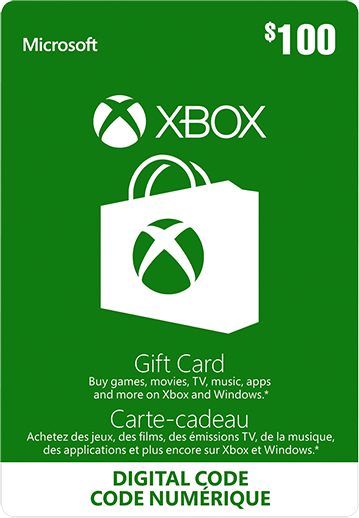 Microsoft
$100
XBOX
Gift Card
Buy games, movies, TV, music, apps
and more on Xbox and Windows.*
Carte-cadeau
Achetez des jeux, des films, des émissions TV, de la musique,
des applications et plus encore sur Xbox et Windows.*
DIGITAL CODE
CODE NUMÉRIQUE